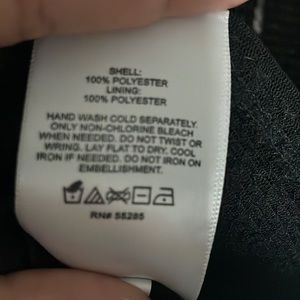 SHELL:
100% POLYESTER
LINING:
100% POLYESTER
HAND WASH COLD SEPARATELY.
ONLY NON-CHLORINE BLEACH
WHEN NEEDED. DO NOT TWIST OR
WRING. LAY FLAT TO DRY. COOL
IRON IF NEEDED. DO NOT IRON ON
EMBELLISHMENT.
RN# 55285